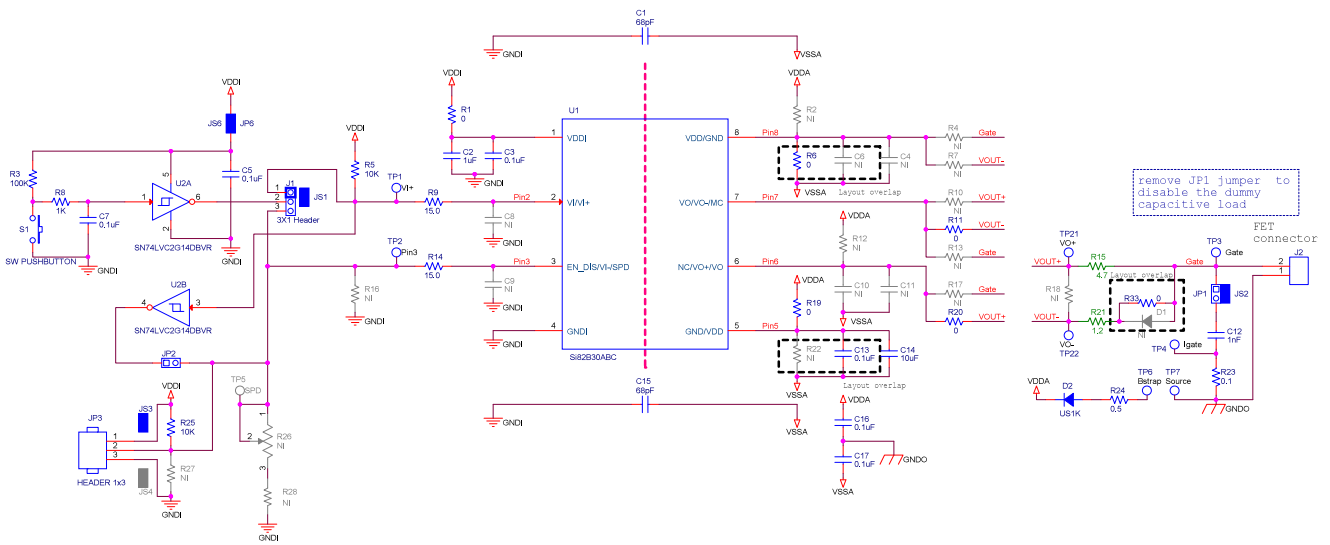 C1
68pF
GNDI
VSSA
VDDI
JS6
JP6
R3
100K
R8
1K
U2A
5
6
1
2
SN74LVC2G14DBVR
C7
0.1uF
GNDI
S1
SW PUSHBUTTON
C5
0.1uF
GNDI
J1
1
2
3
JS1
3X1 Header
VDDI
R5
10K
TP1
VI+
R9
15.0
Pin2
C8
NI
GNDI
TP2
Pin3
R14
15.0
Pin3
C9
NI
GNDI
R16
NI
GNDI
VDDI
R1
0
C2
1uF
C3
0.1uF
GNDI
U1
1
VDDI
2
VI/VI+
3
EN_DIS/VI-/SPD
4
GNDI
GNDI
VDD/GND
8
VO/VO-/MC
7
NC/VO+/VO
6
GND/VDD
5
Si82B30ABC
U2B
4
3
SN74LVC2G14DBVR
JP2
JP3
JS3
1
2
3
JS4
HEADER 1x3
VDDI
R25
10K
R27
NI
GNDI
TP5
SPD
1
2
R26
NI
3
R28
NI
GNDI
C15
68pF
GNDI
VSSA
VDDA
R2
NI
Pin8
R6
0
C6
NI
C4
NI
VSSA
Layout overlap
R4
NI
Gate
R7
NI
VOUT-
Pin7
R10
NI
VOUT+
R11
0
VOUT-
VDDA
R12
NI
R13
NI
Gate
Pin6
C10
NI
C11
NI
VSSA
R17
NI
Gate
R20
0
VOUT+
VDDA
R19
0
Pin5
R22
NI
C13
0.1uF
C14
10uF
VSSA
Layout overlap
VDDA
C16
0.1uF
C17
0.1uF
GNDO
VSSA
remove JP1 jumper to
disable the dummy
capacitive load
FET
connector
TP21
VO+
VOUT+
R15
4.7
Layout overlap
Gate
TP3
Gate
J2
2
1
R18
NI
R33
0
D1
NI
VOUT-
R21
1.2
VO-
TP22
JP1
JS2
C12
1nF
TP4
Igate
R23
0.1
GNDO
VDDA
D2
US1K
R24
0.5
TP6
Bstrap
TP7
Source